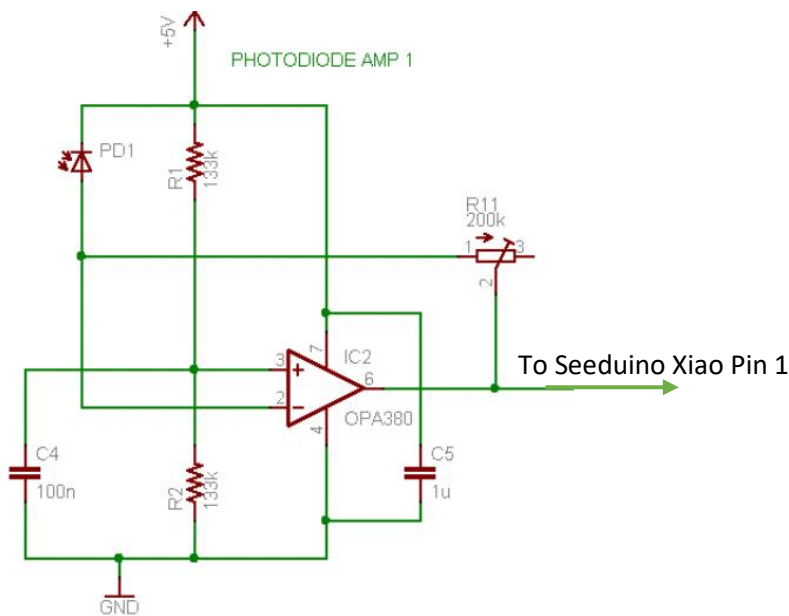 +5V
PHOTODIODE AMP 1
PD1
R1
133k
R11
200k
1
3
2
3
7
IC2
+
6
To Seeduino Xiao Pin 1
2
-
4
OPA380
C4
100n
R2
133k
C5
1u
GND